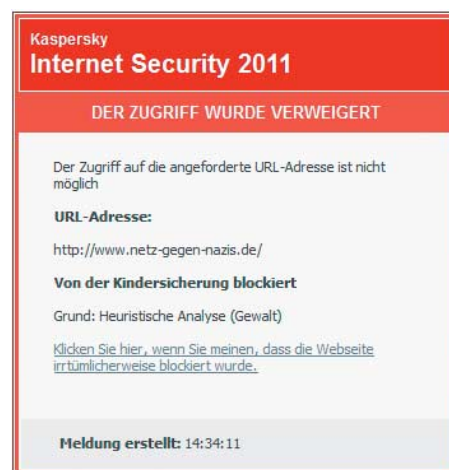 Kaspersky
Internet Security 2011
DER ZUGRIFF WURDE VERWEIGERT
Der Zugriff auf die angeforderte URL-Adresse ist nicht
möglich
URL-Adresse:
http://www.netz-gegen-nazis.de/
Von der Kindersicherung blockiert
Grund: Heuristische Analyse (Gewalt)
Klicken Sie hier, wenn Sie meinen, dass die Webseite
irrtümlicherweise blockiert wurde.
Meldung erstellt: 14:34:11